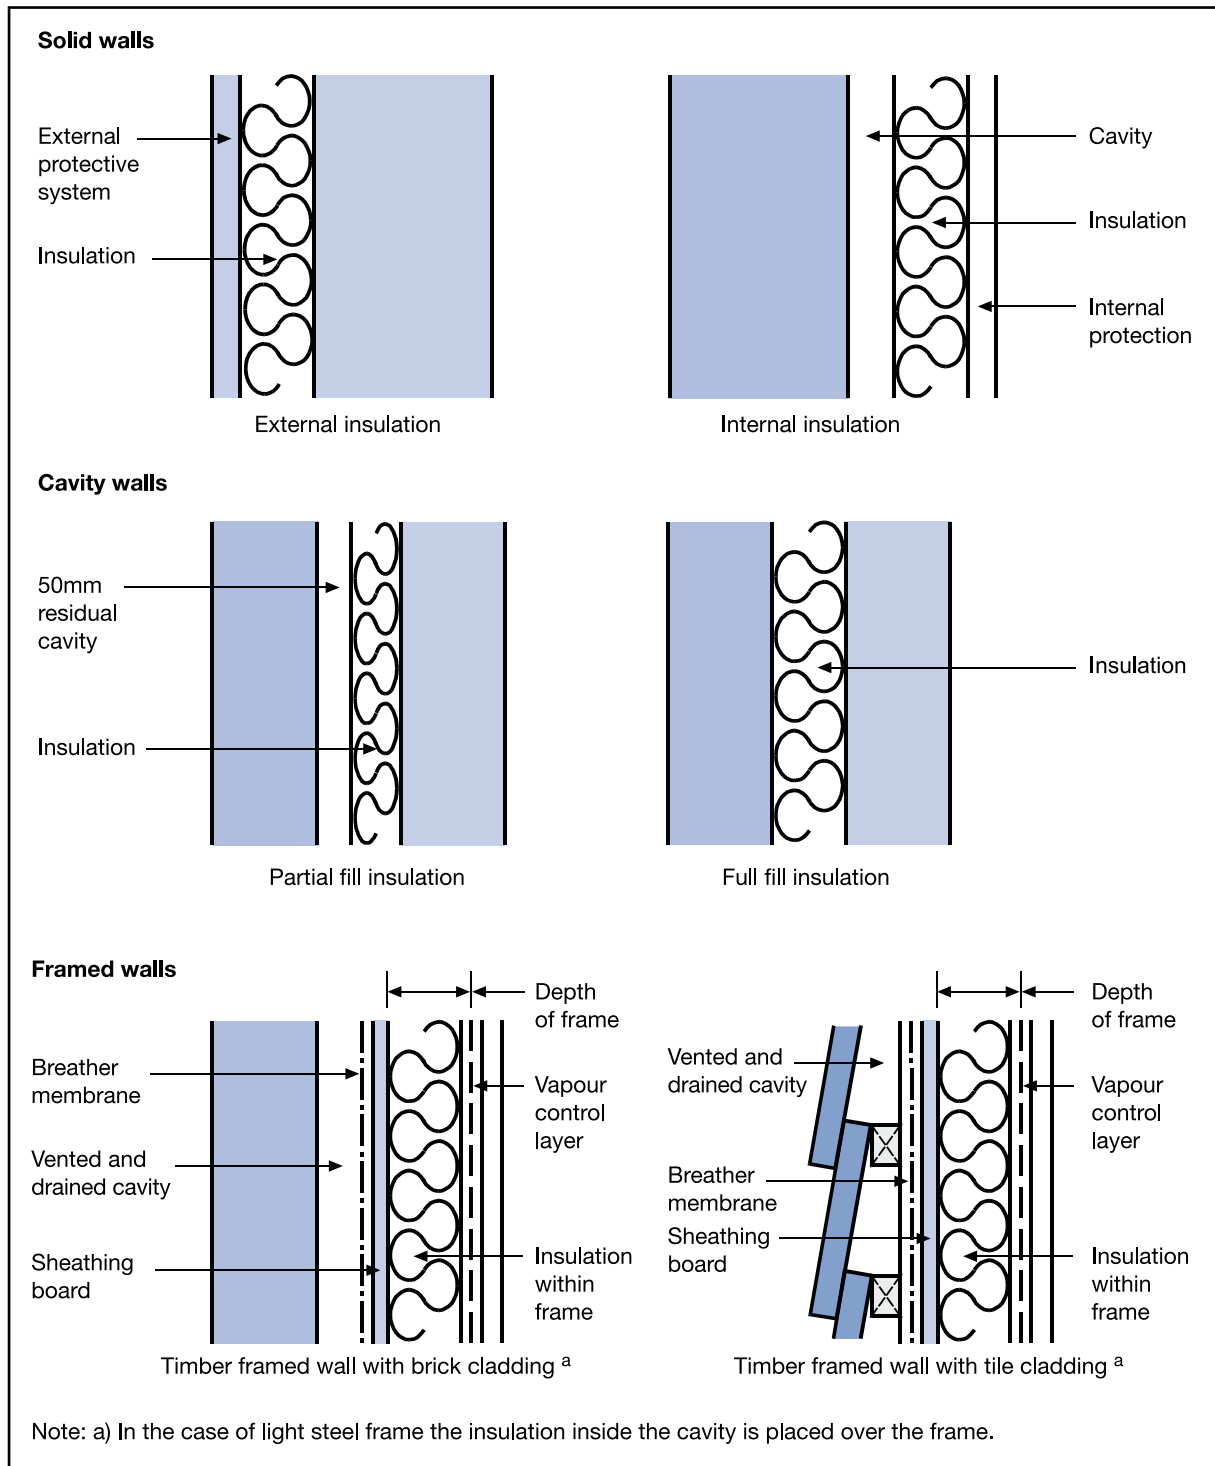 Solid walls
External
protective
system
Insulation
External insulation
Cavity
Insulation
Internal
protection
Internal insulation
Cavity walls
50mm
residual
cavity
Insulation
Partial fill insulation
Insulation
Full fill insulation
Framed walls
Depth
of frame
Breather
membrane
Vapour
control
layer
Vented and
drained cavity
Sheathing
board
Insulation
within
frame
Timber framed wall with brick cladding a
Depth
of frame
Vented and
drained cavity
Vapour
control
layer
Breather
membrane
Sheathing
board
Insulation
within
frame
Timber framed wall with tile cladding a
Note: a) In the case of light steel frame the insulation inside the cavity is placed over the frame.